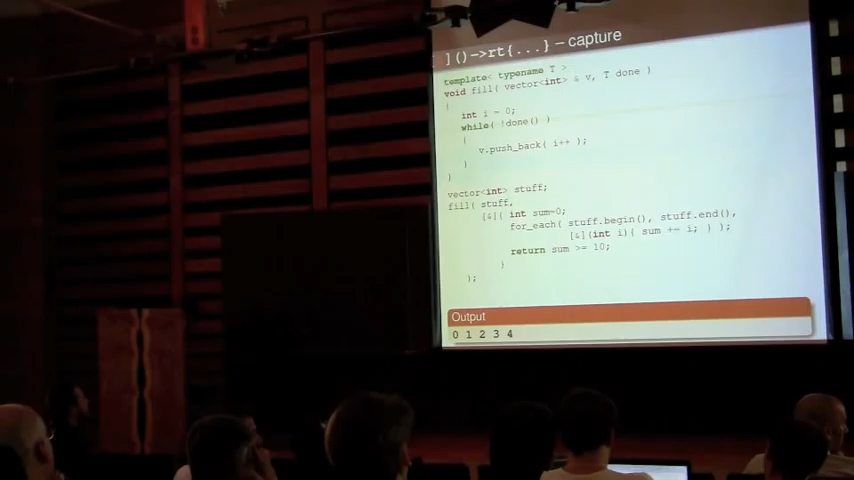 ]()->rt{...} – capture
template< typename T >
void fill( vector<int> & v, T done )
{
int i = 0;
while( !done() )
{
v.push_back( i++ );
}
}
vector<int> stuff;
fill( stuff,
[&]{ int sum=0;
for_each( stuff.begin(), stuff.end(),
[&](int i){ sum += i; } );
return sum >= 10;
}
);
Output
0 1 2 3 4